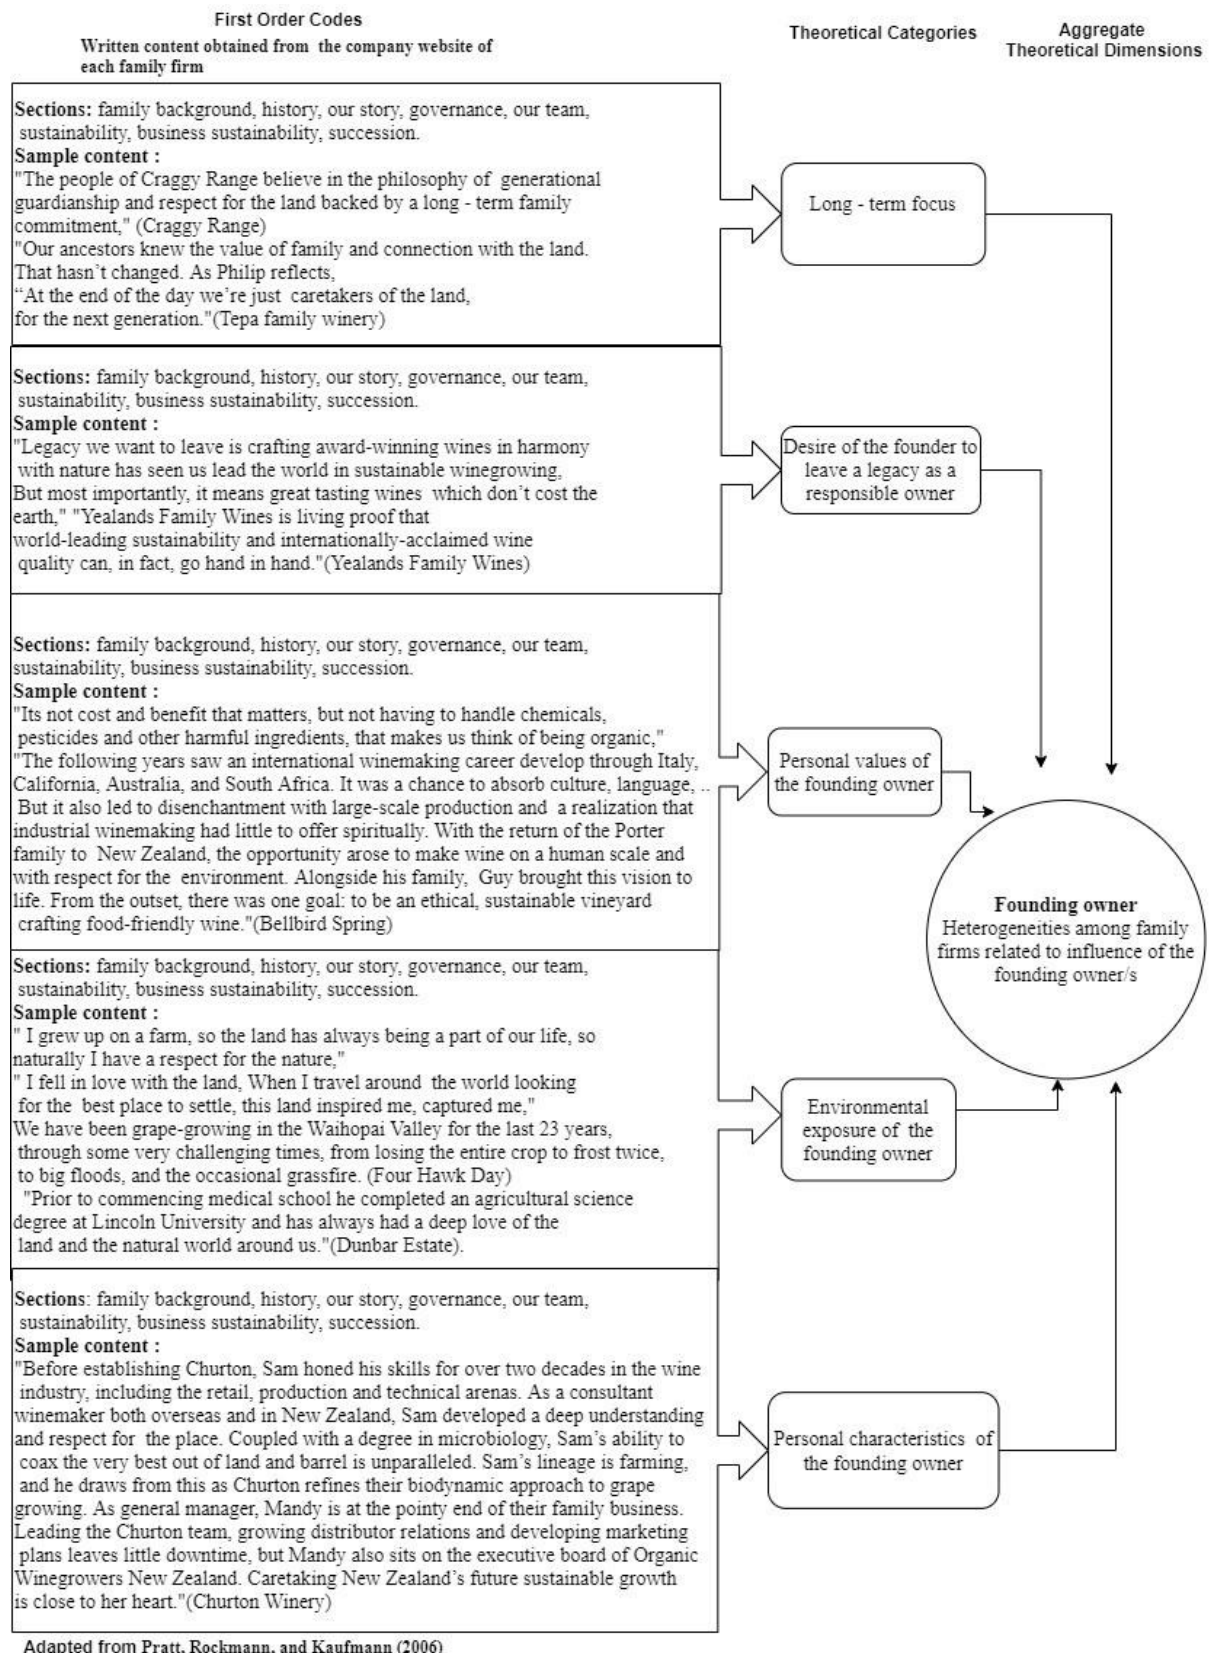 First Order Codes
Written content obtained from the company website of
each family firm
Theoretical Categories
Aggregate
Theoretical Dimensions
Sections: family background, history, our story, governance, our team,
sustainability, business sustainability, succession.
Sample content :
"The people of Craggy Range believe in the philosophy of generational
guardianship and respect for the land backed by a long - term family
commitment," (Craggy Range)
"Our ancestors knew the value of family and connection with the land.
That hasn't changed. As Philip reflects,
“At the end of the day we're just caretakers of the land,
for the next generation."(Tepa family winery)
Long - term focus
Sections: family background, history, our story, governance, our team,
sustainability, business sustainability, succession.
Sample content :
"Legacy we want to leave is crafting award-winning wines in harmony
with nature has seen us lead the world in sustainable winegrowing,
But most importantly, it means great tasting wines which don't cost the
earth," "Yealands Family Wines is living proof that
world-leading sustainability and internationally-acclaimed wine
quality can, in fact, go hand in hand."(Yealands Family Wines)
Desire of the founder to
leave a legacy as a
responsible owner
Sections: family background, history, our story, governance, our team,
sustainability, business sustainability, succession.
Sample content :
"Its not cost and benefit that matters, but not having to handle chemicals,
pesticides and other harmful ingredients, that makes us think of being organic,"
"The following years saw an international winemaking career develop through Italy,
California, Australia, and South Africa. It was a chance to absorb culture, language, ..
But it also led to disenchantment with large-scale production and a realization that
industrial winemaking had little to offer spiritually. With the return of the Porter
family to New Zealand, the opportunity arose to make wine on a human scale and
with respect for the environment. Alongside his family, Guy brought this vision to
life. From the outset, there was one goal: to be an ethical, sustainable vineyard
crafting food-friendly wine."(Bellbird Spring)
Personal values of
the founding owner
Founding owner
Heterogeneities among family
firms related to influence of the
founding owner/s
Sections: family background, history, our story, governance, our team,
sustainability, business sustainability, succession.
Sample content :
" I grew up on a farm, so the land has always being a part of our life, so
naturally I have a respect for the nature,"
" I fell in love with the land, When I travel around the world looking
for the best place to settle, this land inspired me, captured me,"
We have been grape-growing in the Waihopai Valley for the last 23 years,
through some very challenging times, from losing the entire crop to frost twice,
to big floods, and the occasional grassfire. (Four Hawk Day)
"Prior to commencing medical school he completed an agricultural science
degree at Lincoln University and has always had a deep love of the
land and the natural world around us."(Dunbar Estate).
Environmental
exposure of the
founding owner
Sections: family background, history, our story, governance, our team,
sustainability, business sustainability, succession.
Sample content :
"Before establishing Churton, Sam honed his skills for over two decades in the wine
industry, including the retail, production and technical arenas. As a consultant
winemaker both overseas and in New Zealand, Sam developed a deep understanding
and respect for the place. Coupled with a degree in microbiology, Sam's ability to
coax the very best out of land and barrel is unparalleled. Sam's lineage is farming,
and he draws from this as Churton refines their biodynamic approach to grape
growing. As general manager, Mandy is at the pointy end of their family business.
Leading the Churton team, growing distributor relations and developing marketing
plans leaves little downtime, but Mandy also sits on the executive board of Organic
Winegrowers New Zealand. Caretaking New Zealand's future sustainable growth
is close to her heart."(Churton Winery)
Personal characteristics of
the founding owner
Adapted from Pratt, Rockmann, and Kaufmann (2006)